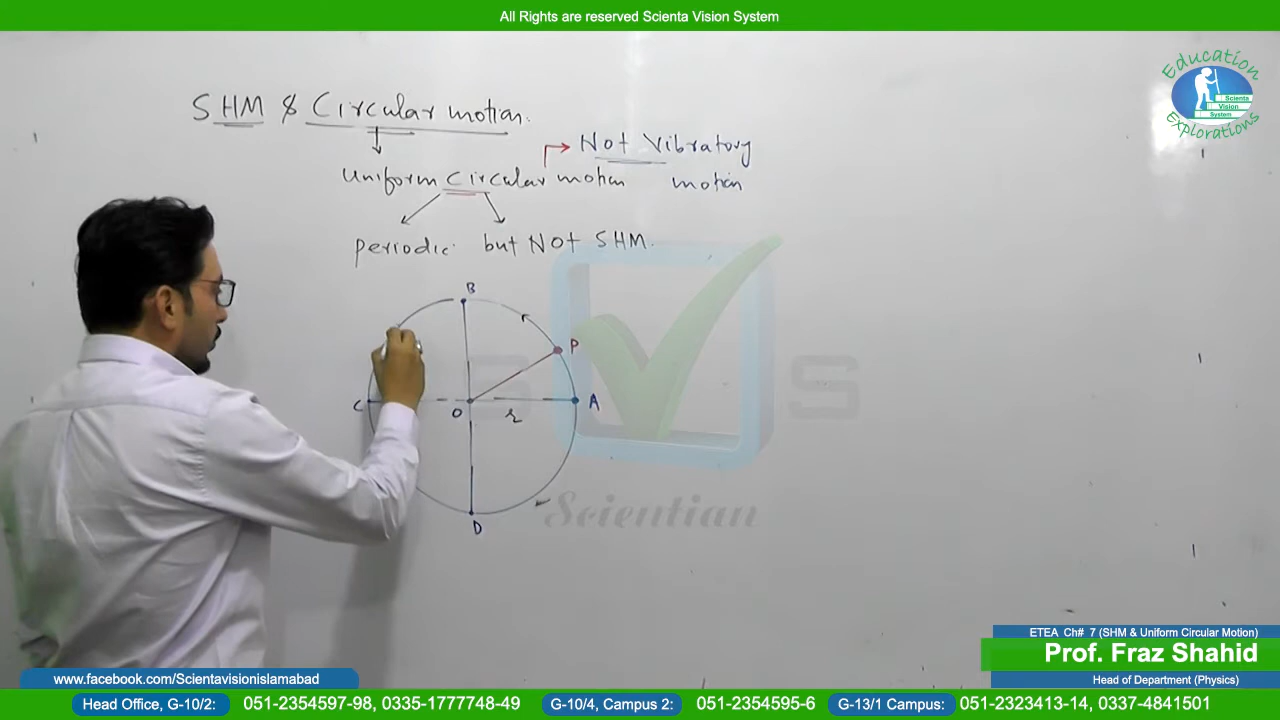 All Rights are reserved Scienta Vision System
Education
Scienta
Vision
System
Explorations
SHM & Circular motion.
Not Vibratory
Uniform Circular motion motion
Periodic but Not SHM.
B
P
C O r A
D
S V S
Scientian
ETEA Ch# 7 (SHM & Uniform Circular Motion)
Prof. Fraz Shahid
Head of Department (Physics)
www.facebook.com/Scientavisionislamabad
Head Office, G-10/2: 051-2354597-98, 0335-1777748-49 G-10/4, Campus 2: 051-2354595-6 G-13/1 Campus: 051-2323413-14, 0337-4841501